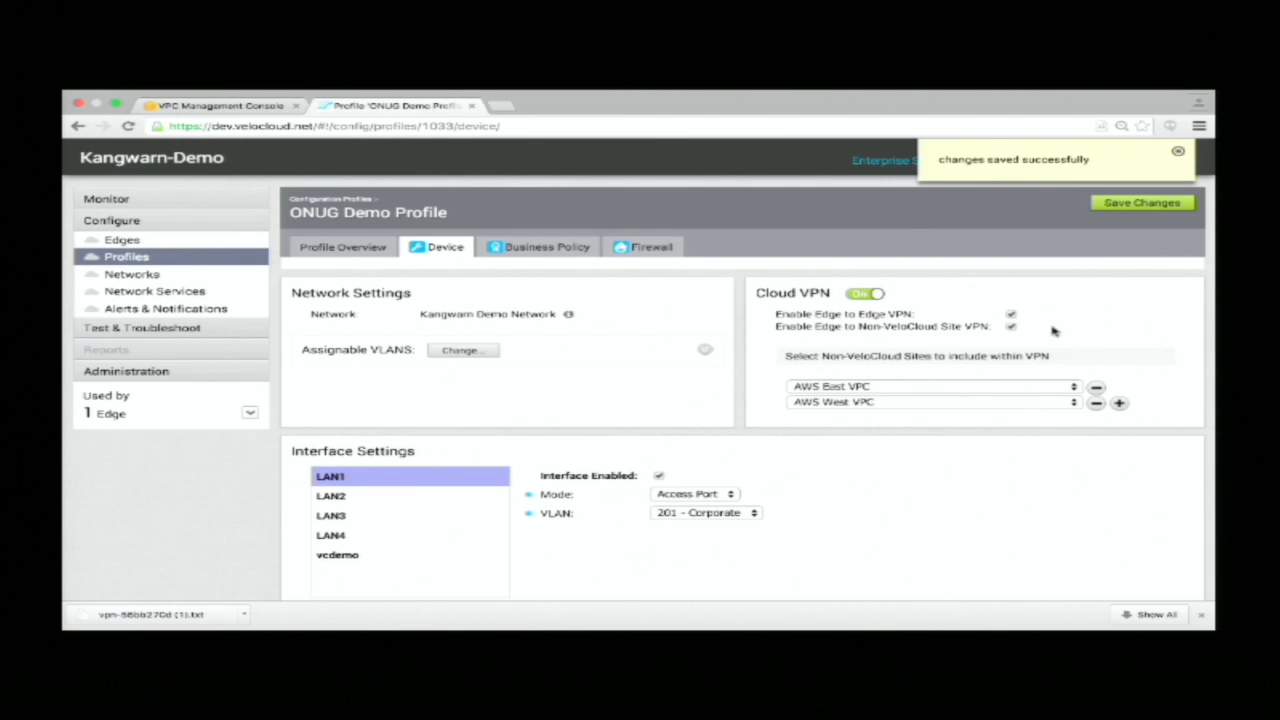 VPC Management Console
Profile 'ONUG Demo Profil
https://dev.velocloud.net/#!/config/profiles/1033/device/
Kangwarn-Demo
Enterprise S
changes saved successfully
Monitor
Configure
Edges
Profiles
Networks
Network Services
Alerts & Notifications
Test & Troubleshoot
Reports
Administration
Used by
1 Edge
Configuration Profiles
ONUG Demo Profile
Save Changes
Profile Overview
Device
Business Policy
Firewall
Network Settings
Network
Kangwarn Demo Network
Assignable VLANS:
Change...
Cloud VPN
On
Enable Edge to Edge VPN:
Enable Edge to Non-VeloCloud Site VPN:
Select Non-VeloCloud Sites to include within VPN
AWS East VPC
AWS West VPC
Interface Settings
LAN1
LAN2
LAN3
LAN4
vcdemo
Interface Enabled:
Mode:
Access Port
VLAN:
201 - Corporate
Show All